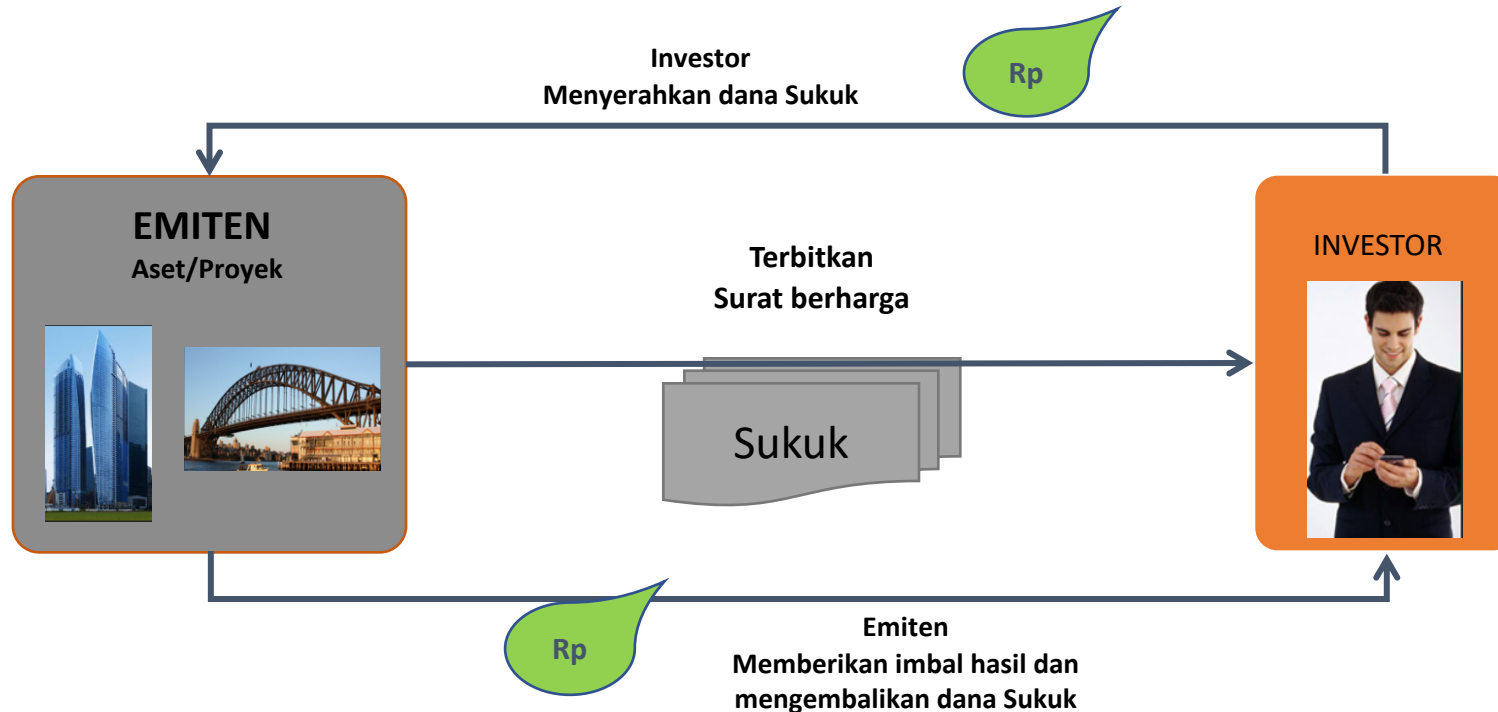 Investor
Menyerahkan dana Sukuk
Rp
EMITEN
Aset/Proyek
Terbitkan
Surat berharga
Sukuk
INVESTOR
Rp
Emiten
Memberikan imbal hasil dan
mengembalikan dana Sukuk